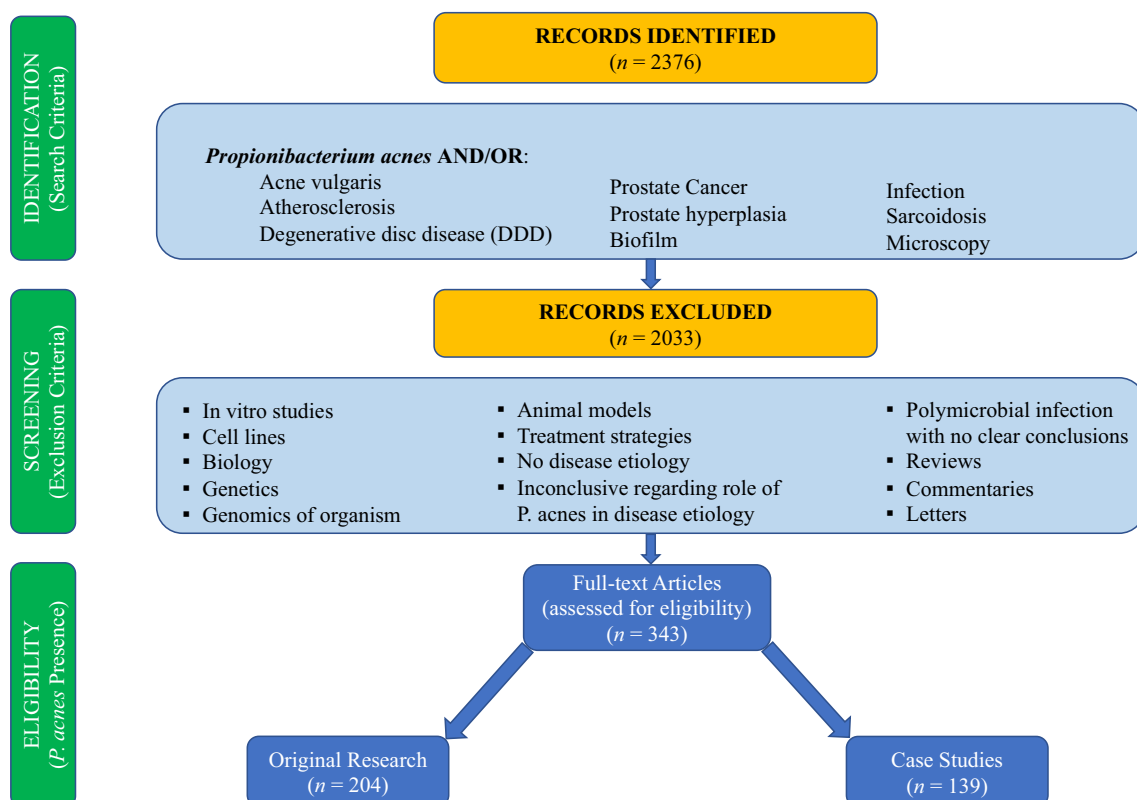 IDENTIFICATION
(Search Criteria)
RECORDS IDENTIFIED
(n = 2376)
Propionibacterium acnes AND/OR:
Acne vulgaris
Atherosclerosis
Degenerative disc disease (DDD)
Prostate Cancer
Prostate hyperplasia
Biofilm
Infection
Sarcoidosis
Microscopy
SCREENING
(Exclusion Criteria)
RECORDS EXCLUDED
(n = 2033)
▪ In vitro studies
▪ Cell lines
▪ Biology
▪ Genetics
▪ Genomics of organism
▪ Animal models
▪ Treatment strategies
▪ No disease etiology
▪ Inconclusive regarding role of
P. acnes in disease etiology
▪ Polymicrobial infection
with no clear conclusions
▪ Reviews
▪ Commentaries
▪ Letters
ELIGIBILITY
(P. acnes Presence)
Full-text Articles
(assessed for eligibility)
(n = 343)
Original Research
(n = 204)
Case Studies
(n = 139)